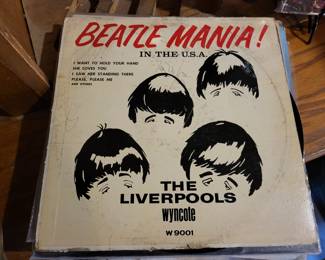 BEATLE MANIA!
IN THE U.S.A.
I WANT TO HOLD YOUR HAND
SHE LOVES YOU
I SAW HER STANDING THERE
PLEASE, PLEASE ME
AND OTHERS
THE
LIVERPOOLS
wyncote
W 9001